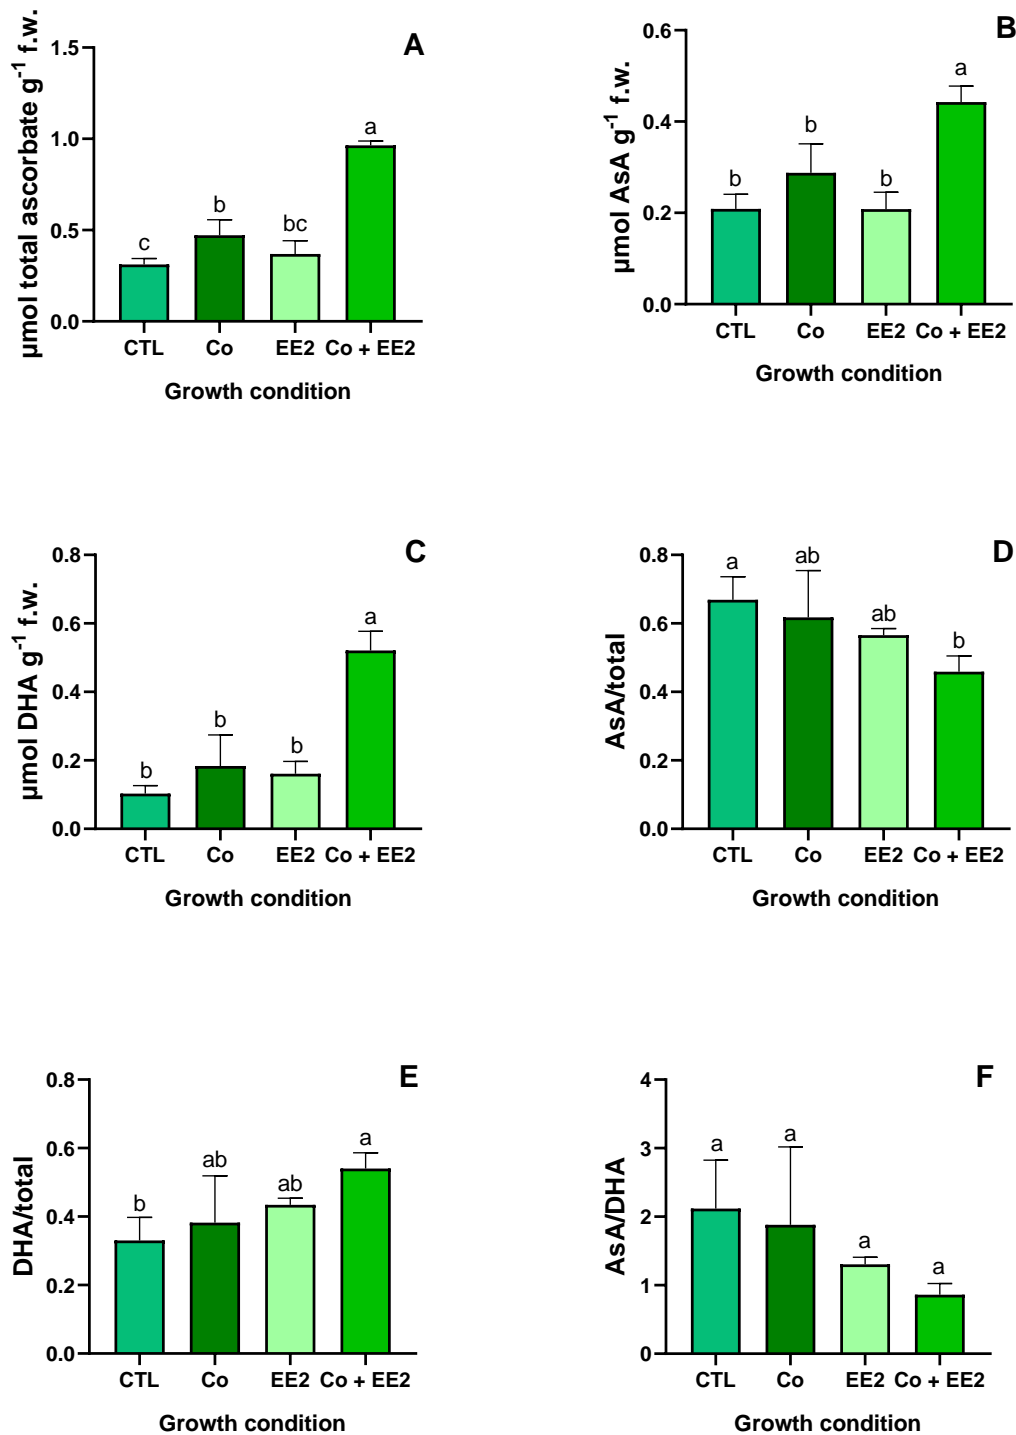 A
µmol total ascorbate g-1 f.w.
1.5
1.0
0.5
0.0
a
b
bc
c
CTL Co EE2 Co + EE2
Growth condition
B
µmol AsA g-1 f.w.
0.6
0.4
0.2
0.0
a
b
b b
CTL Co EE2 Co + EE2
Growth condition
C
µmol DHA g-1 f.w.
0.8
0.6
0.4
0.2
0.0
a
b
b
b
CTL Co EE2 Co + EE2
Growth condition
D
AsA/total
0.8
0.6
0.4
0.2
0.0
a ab
ab
b
CTL Co EE2 Co + EE2
Growth condition
E
DHA/total
0.8
0.6
0.4
0.2
0.0
a
ab
ab
b
CTL Co EE2 Co + EE2
Growth condition
F
AsA/DHA
4
3
2
1
0
a a
a
a
CTL Co EE2 Co + EE2
Growth condition